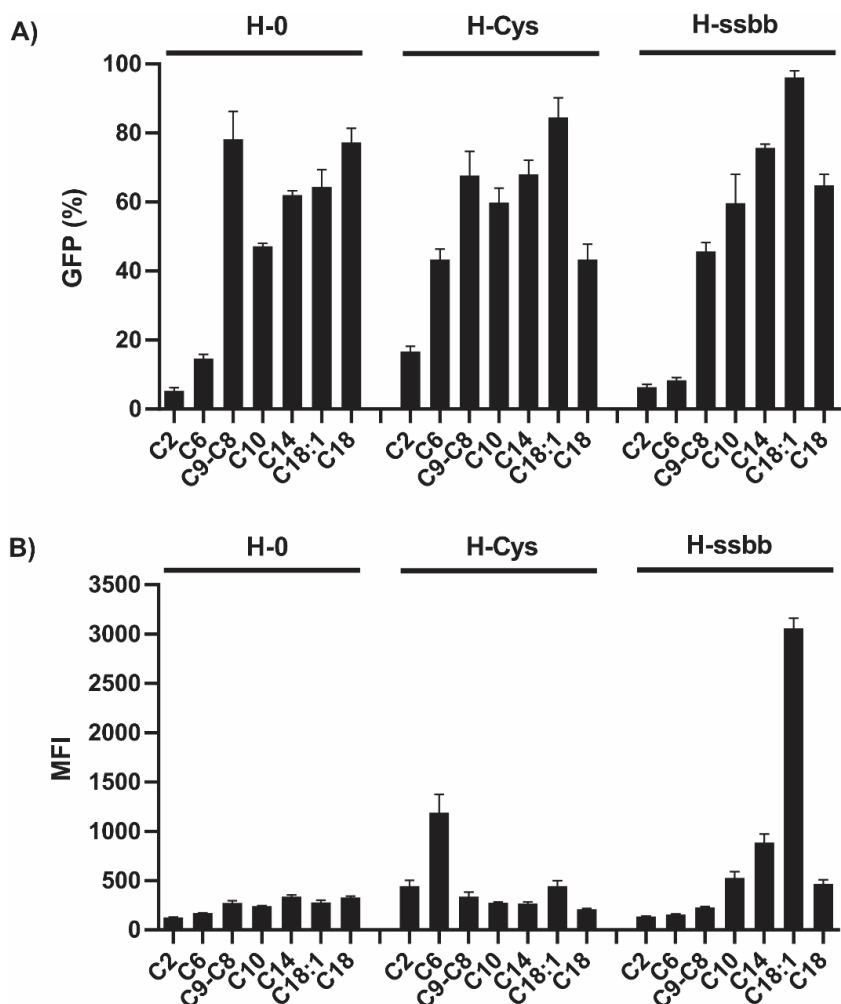 A)
H-0 H-Cys H-ssbb
GFP (%)
100
80
60
40
20
0
C2 C6 C9-C8 C10 C14 C18:1 C18 C2 C6 C9-C8 C10 C14 C18:1 C18 C2 C6 C9-C8 C10 C14 C18:1 C18
B)
H-0 H-Cys H-ssbb
MFI
3500
3000
2500
2000
1500
1000
500
0
C2 C6 C9-C8 C10 C14 C18:1 C18 C2 C6 C9-C8 C10 C14 C18:1 C18 C2 C6 C9-C8 C10 C14 C18:1 C18